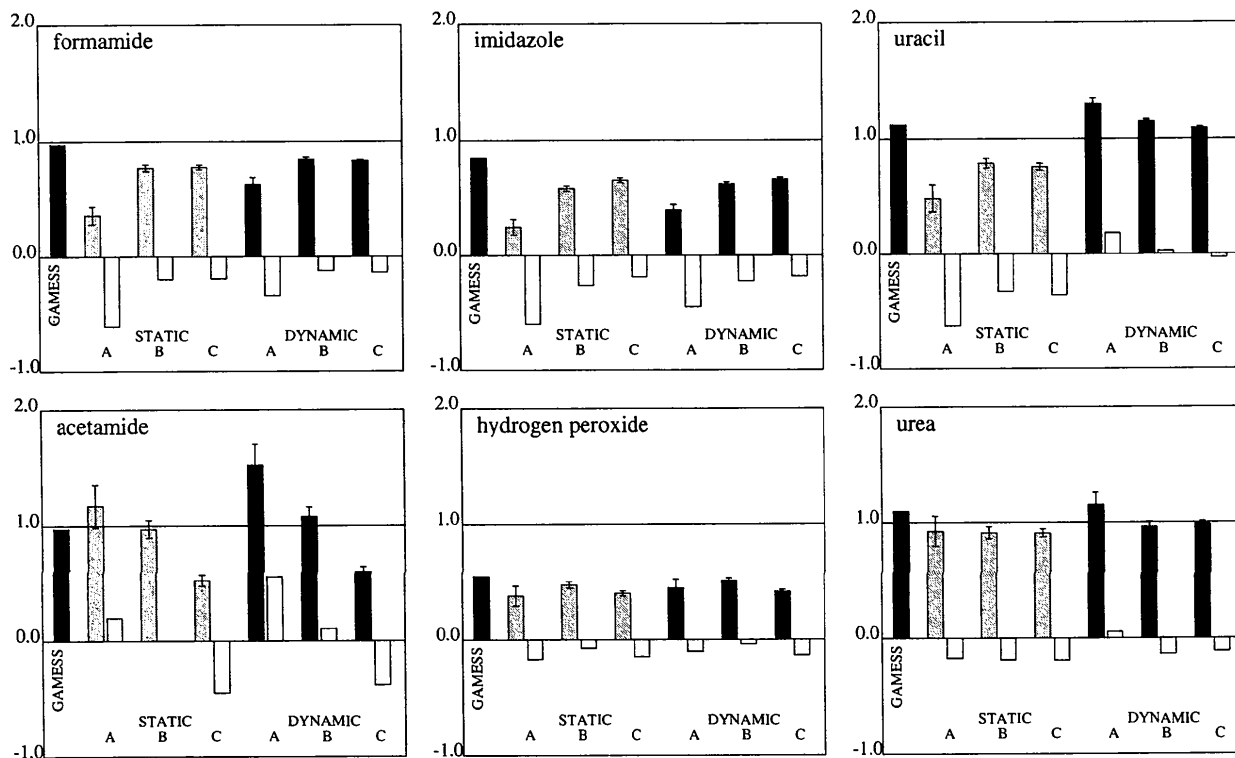 formamide
2.0
1.0
0.0
-1.0
GAMESS
STATIC
DYNAMIC
A B C A B C
imidazole
2.0
1.0
0.0
-1.0
GAMESS
STATIC
DYNAMIC
A B C A B C
uracil
2.0
1.0
0.0
-1.0
GAMESS
STATIC
DYNAMIC
A B C A B C
acetamide
2.0
1.0
0.0
-1.0
GAMESS
STATIC
DYNAMIC
A B C A B C
hydrogen peroxide
2.0
1.0
0.0
-1.0
GAMESS
STATIC
DYNAMIC
A B C A B C
urea
2.0
1.0
0.0
-1.0
GAMESS
STATIC
DYNAMIC
A B C A B C